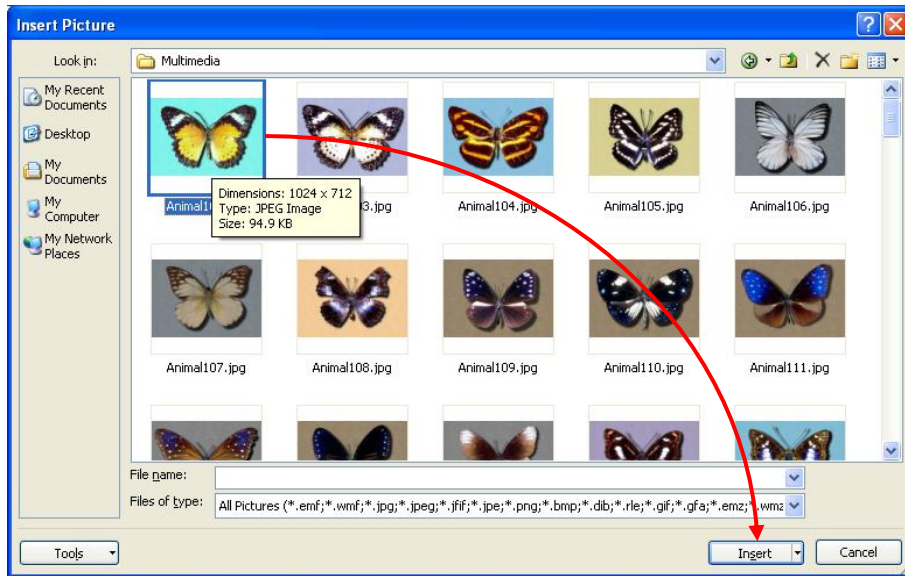 Insert Picture
Look in:
Multimedia
My Recent
Documents
Desktop
My
Documents
My
Computer
My Network
Places
Dimensions: 1024 x 712
Type: JPEG Image
Size: 94.9 KB
Animal104.jpg
Animal105.jpg
Animal106.jpg
Animal107.jpg
Animal108.jpg
Animal109.jpg
Animal110.jpg
Animal111.jpg
File name:
Files of type:
All Pictures (*.emf;*.wmf;*.jpg;*.jpeg;*.jfif;*.jpe;*.png;*.bmp;*.dib;*.rle;*.gif;*.gfa;*.emz;*.wmz
Tools
Insert
Cancel